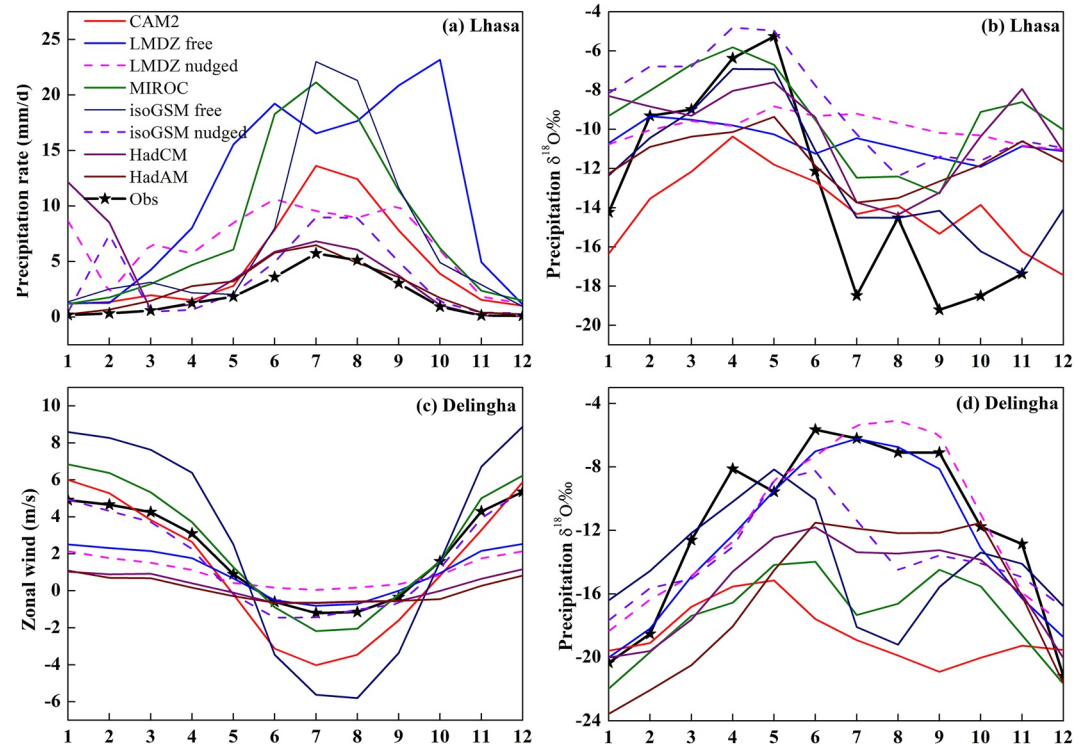 (a) Lhasa
CAM2
LMDZ free
LMDZ nudged
MIROC
isoGSM free
isoGSM nudged
HadCM
HadAM
Obs
Precipitation rate (mm/d)
25
20
15
10
5
0
1 2 3 4 5 6 7 8 9 10 11 12
(b) Lhasa
Precipitation δ18O/‰
-4
-6
-8
-10
-12
-14
-16
-18
-20
1 2 3 4 5 6 7 8 9 10 11 12
(c) Delingha
Zonal wind (m/s)
10
8
6
4
2
0
-2
-4
-6
1 2 3 4 5 6 7 8 9 10 11 12
(d) Delingha
Precipitation δ18O/‰
-4
-8
-12
-16
-20
-24
1 2 3 4 5 6 7 8 9 10 11 12